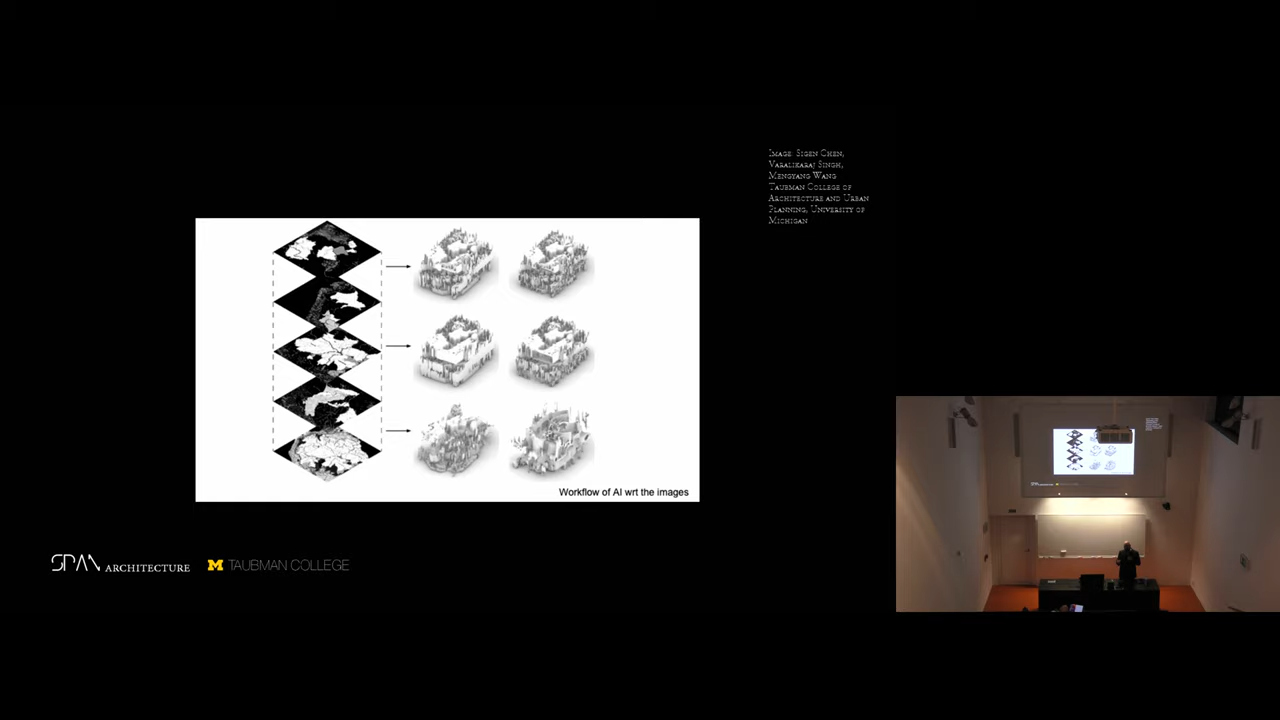 Image: Sigen Chen,
Varalikaraj Singh,
Mengyang Wang
Taubman College of
Architecture and Urban
Planning, University of
Michigan
Workflow of AI wrt the images
SPAN ARCHITECTURE
M TAUBMAN COLLEGE